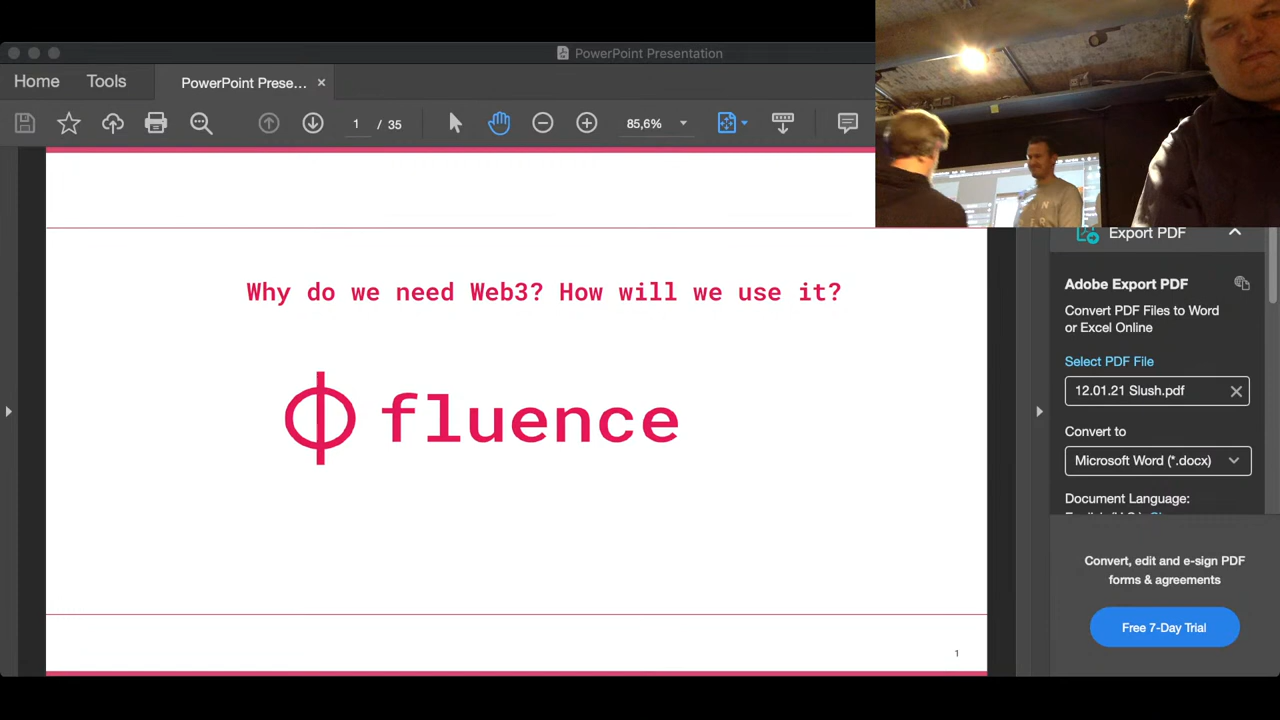 PowerPoint Presentation
Home
Tools
PowerPoint Prese...
1 / 35
85,6%
Why do we need Web3? How will we use it?
fluence
1
Export PDF
Adobe Export PDF
Convert PDF Files to Word
or Excel Online
Select PDF File
12.01.21 Slush.pdf
Convert to
Microsoft Word (*.docx)
Document Language:
Convert, edit and e-sign PDF
forms & agreements
Free 7-Day Trial